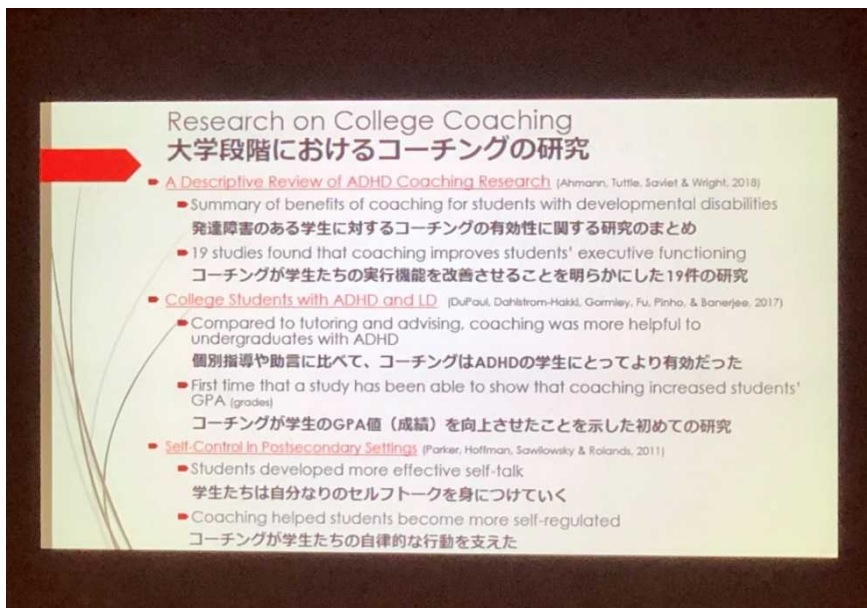 Research on College Coaching
大学段階におけるコーチングの研究
A Descriptive Review of ADHD Coaching Research (Ahmann, Tuttle, Saviet & Wright, 2018)
Summary of benefits of coaching for students with developmental disabilities
発達障害のある学生に対するコーチングの有効性に関する研究のまとめ
19 studies found that coaching improves students' executive functioning
コーチングが学生たちの実行機能を改善させることを明らかにした19件の研究
College Students with ADHD and LD (DuPaul, Dahlstrom-Hakki, Gormley, Fu, Pinho, & Banerjee, 2017)
Compared to tutoring and advising, coaching was more helpful to
undergraduates with ADHD
個別指導や助言に比べて、コーチングはADHDの学生にとってより有効だった
First time that a study has been able to show that coaching increased students'
GPA (grades)
コーチングが学生のGPA値（成績）を向上させたことを示した初めての研究
Self-Control in Postsecondary Settings (Parker, Hoffman, Sawilowsky & Rolands, 2011)
Students developed more effective self-talk
学生たちは自分なりのセルフトークを身につけていく
Coaching helped students become more self-regulated
コーチングが学生たちの自律的な行動を支えた